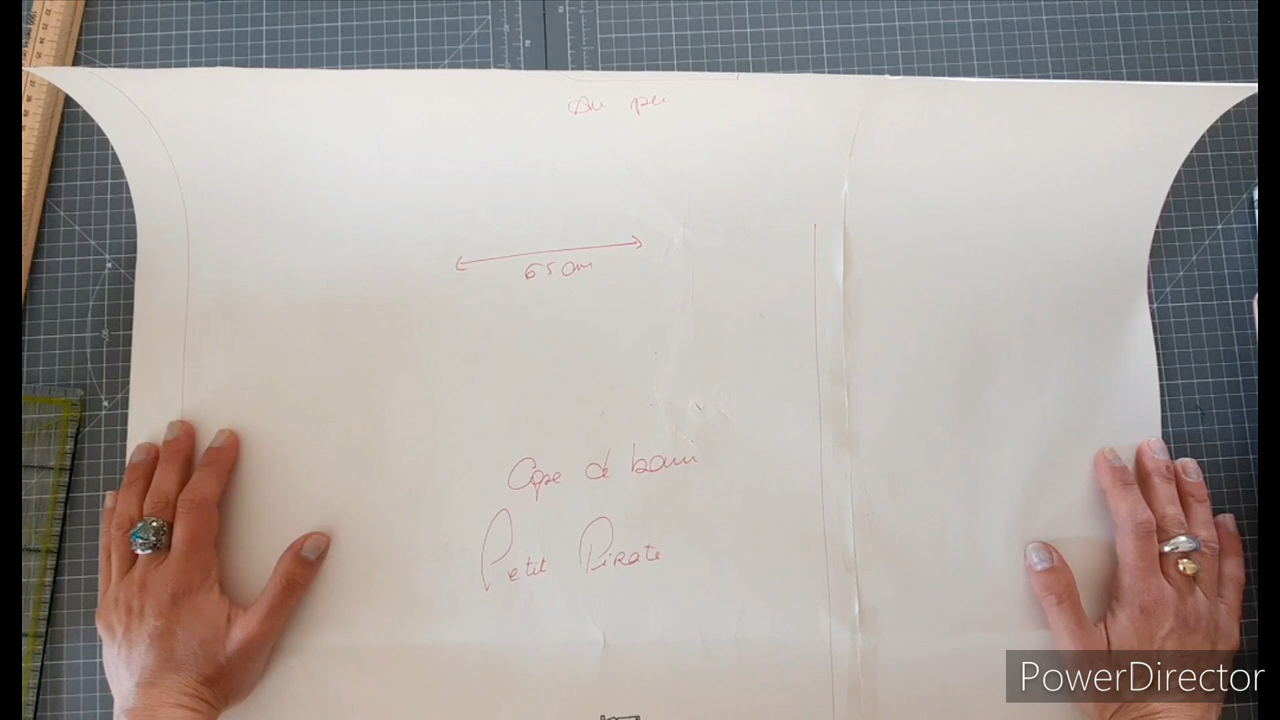 Au pli
65 cm
Cape de bain
Petit Pirate
PowerDirector